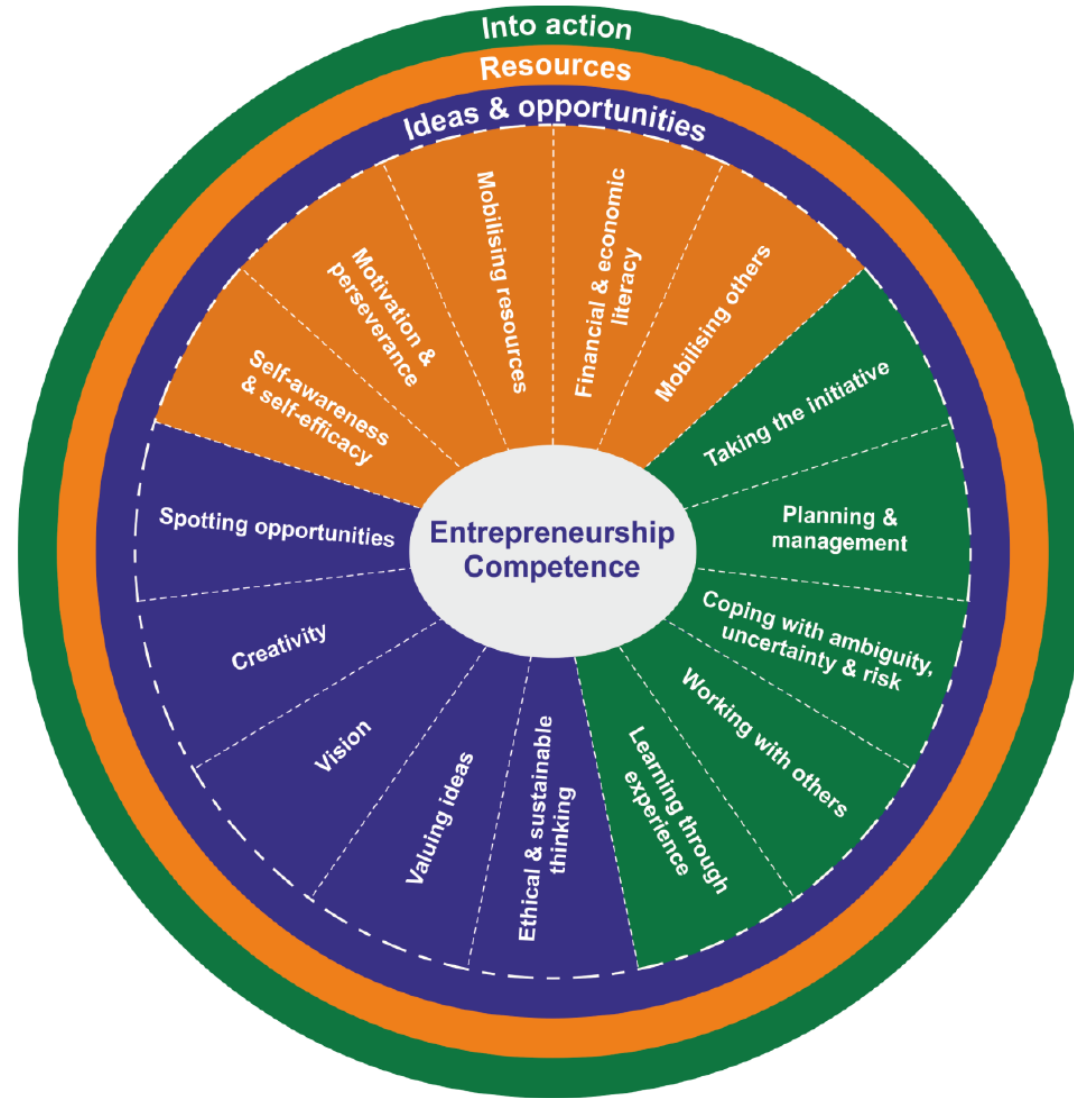 Into action
Resources
Ideas & opportunities
Self-awareness
& self-efficacy
Motivation &
perseverance
Mobilising resources
Financial & economic
literacy
Mobilising others
Taking the initiative
Planning &
management
Coping with ambiguity,
uncertainty & risk
Working with others
Learning through
experience
Ethical & sustainable
thinking
Valuing ideas
Vision
Creativity
Spotting opportunities
Entrepreneurship
Competence